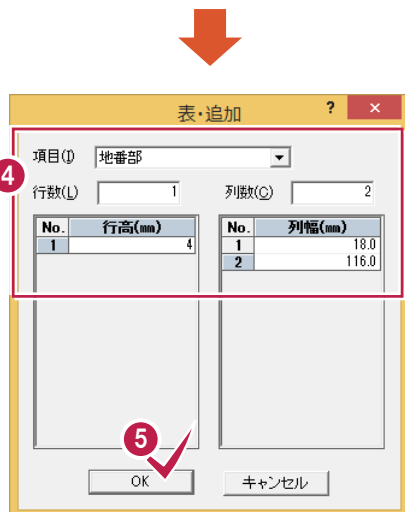 表・追加 ? ×
4
項目(I) 地番部
行数(L) 1 列数(C) 2
No. 行高(mm) No. 列幅(mm)
1 4 1 18.0
2 116.0
5
OK キャンセル